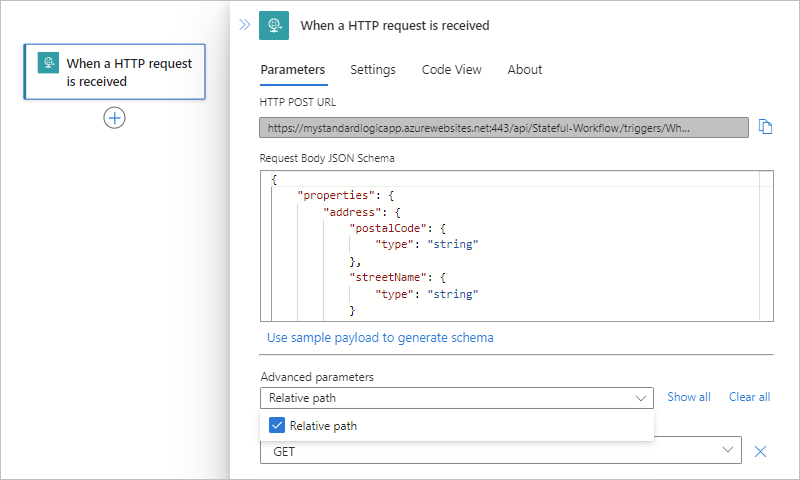 When a HTTP request
is received
When a HTTP request is received
Parameters Settings Code View About
HTTP POST URL
https://mystandardlogicapp.azurewebsites.net:443/api/Stateful-Workflow/triggers/Wh...
Request Body JSON Schema
{
"properties": {
"address": {
"postalCode": {
"type": "string"
},
"streetName": {
"type": "string"
}
Use sample payload to generate schema
Advanced parameters
Relative path Show all Clear all
Relative path
GET